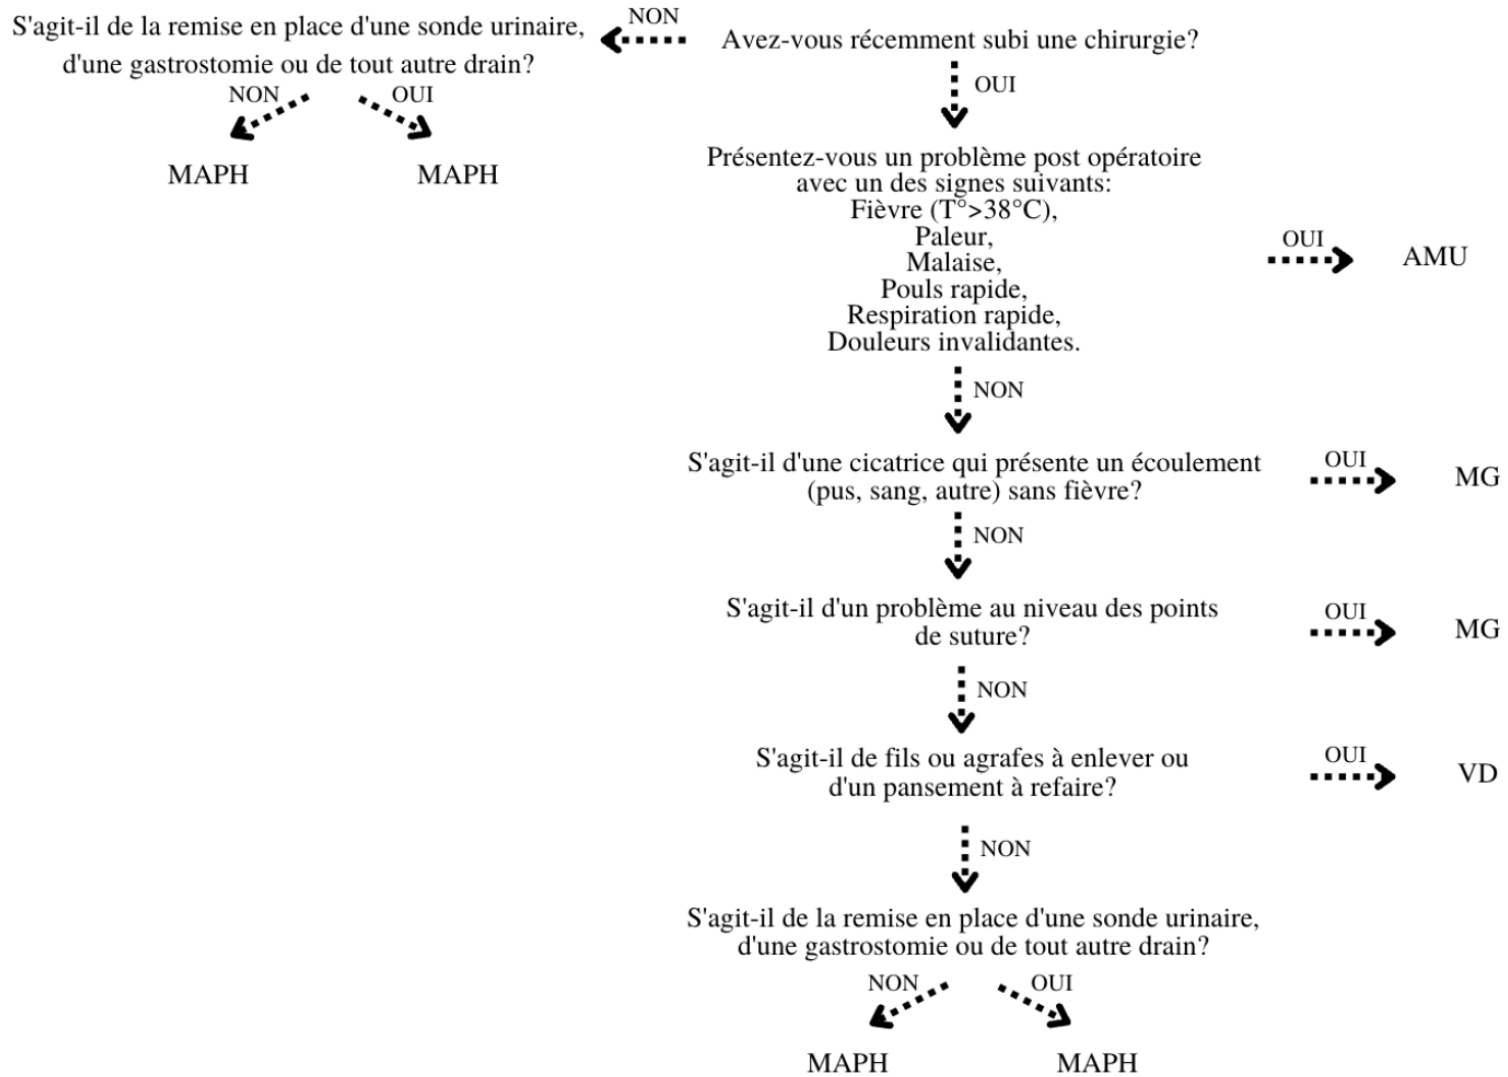 S'agit-il de la remise en place d'une sonde urinaire,
d'une gastrostomie ou de tout autre drain?
NON
Avez-vous récemment subi une chirurgie?
NON
OUI
MAPH
MAPH
OUI
Présentez-vous un problème post opératoire
avec un des signes suivants:
Fièvre (T°>38°C),
Paleur,
Malaise,
Pouls rapide,
Respiration rapide,
Douleurs invalidantes.
OUI
AMU
NON
S'agit-il d'une cicatrice qui présente un écoulement
(pus, sang, autre) sans fièvre?
OUI
MG
NON
S'agit-il d'un problème au niveau des points
de suture?
OUI
MG
NON
S'agit-il de fils ou agrafes à enlever ou
d'un pansement à refaire?
OUI
VD
NON
S'agit-il de la remise en place d'une sonde urinaire,
d'une gastrostomie ou de tout autre drain?
NON
OUI
MAPH
MAPH